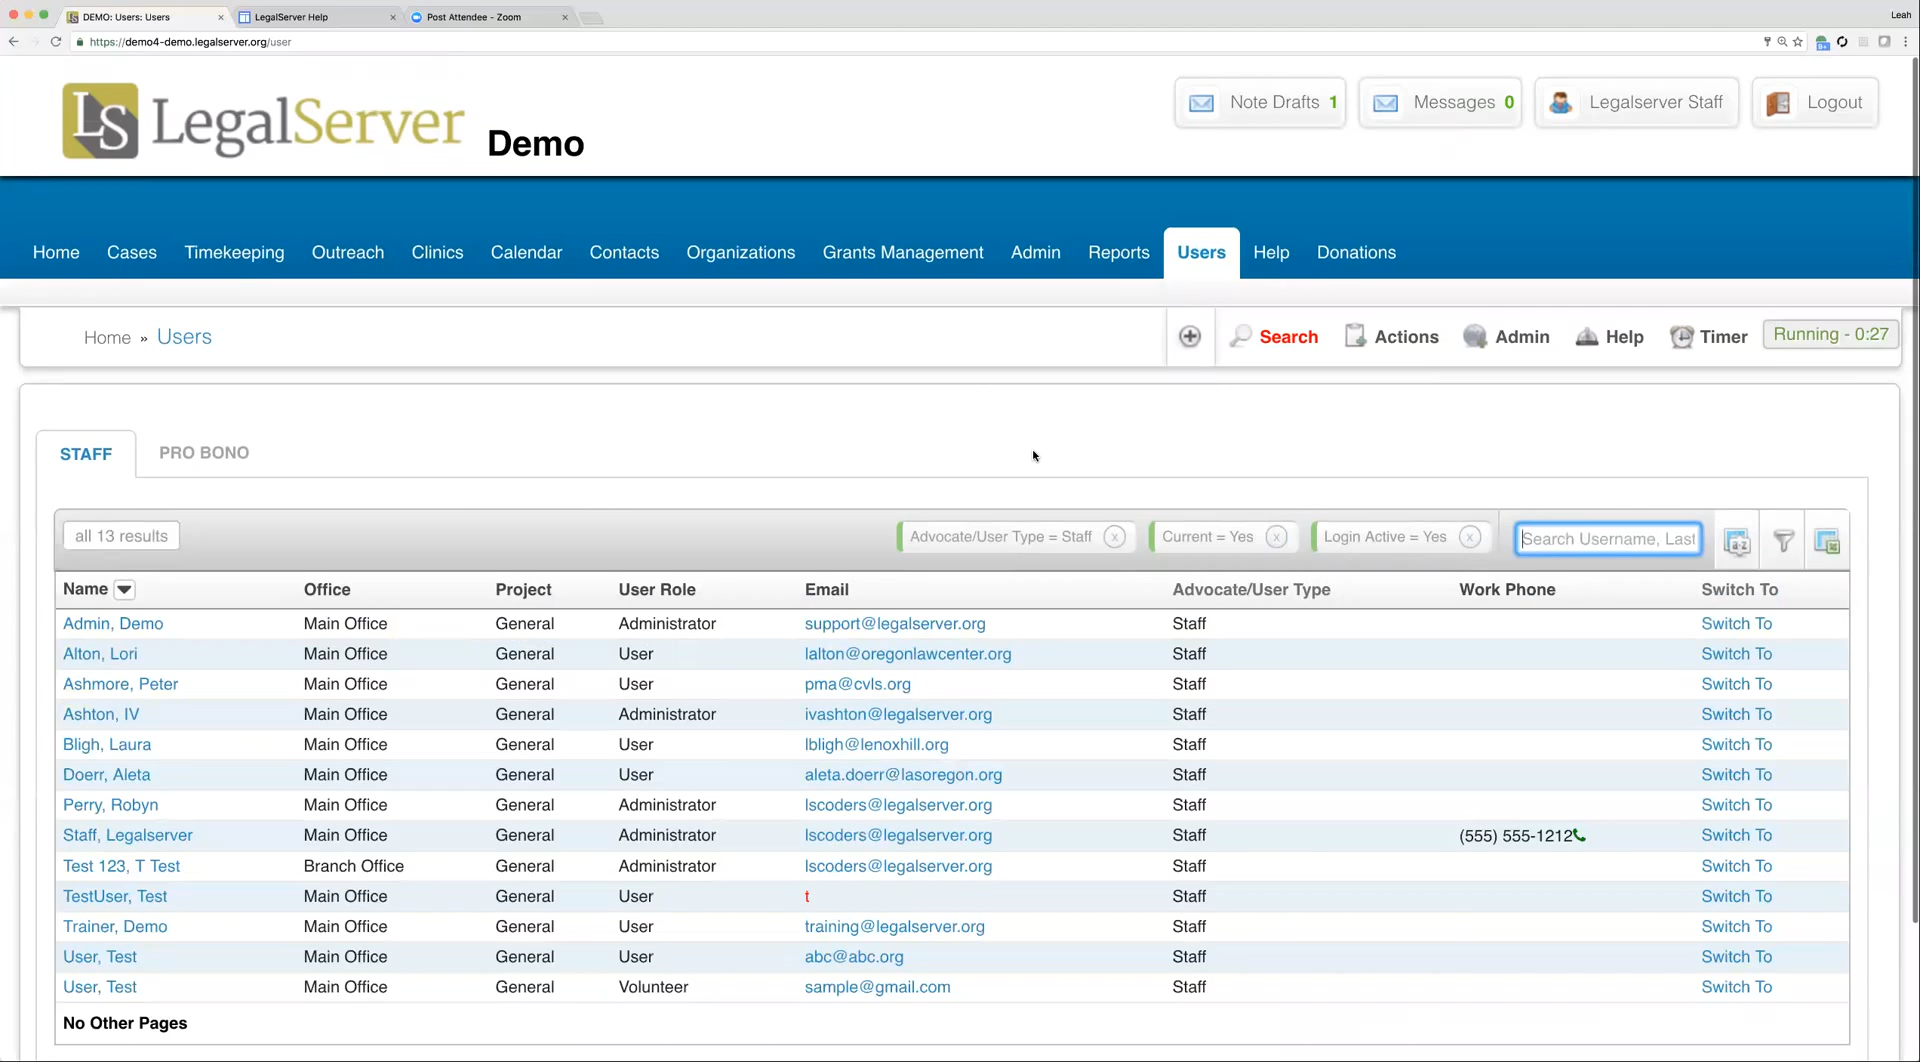 DEMO: Users: Users
LegalServer Help
Post Attendee - Zoom
Leah
https://demo4-demo.legalserver.org/user
LS LegalServer Demo
Note Drafts 1
Messages 0
Legalserver Staff
Logout
Home Cases Timekeeping Outreach Clinics Calendar Contacts Organizations Grants Management Admin Reports Users Help Donations
Home » Users
Search Actions Admin Help Timer Running - 0:27
STAFF PRO BONO
all 13 results Advocate/User Type = Staff x Current = Yes x Login Active = Yes x Search Username, Last a-z
Name Office Project User Role Email Advocate/User Type Work Phone Switch To
Admin, Demo Main Office General Administrator support@legalserver.org Staff Switch To
Alton, Lori Main Office General User lalton@oregonlawcenter.org Staff Switch To
Ashmore, Peter Main Office General User pma@cvls.org Staff Switch To
Ashton, IV Main Office General Administrator ivashton@legalserver.org Staff Switch To
Bligh, Laura Main Office General User lbligh@lenoxhill.org Staff Switch To
Doerr, Aleta Main Office General User aleta.doerr@lasoregon.org Staff Switch To
Perry, Robyn Main Office General Administrator lscoders@legalserver.org Staff Switch To
Staff, Legalserver Main Office General Administrator lscoders@legalserver.org Staff (555) 555-1212 Switch To
Test 123, T Test Branch Office General Administrator lscoders@legalserver.org Staff Switch To
TestUser, Test Main Office General User t Staff Switch To
Trainer, Demo Main Office General User training@legalserver.org Staff Switch To
User, Test Main Office General User abc@abc.org Staff Switch To
User, Test Main Office General Volunteer sample@gmail.com Staff Switch To
No Other Pages